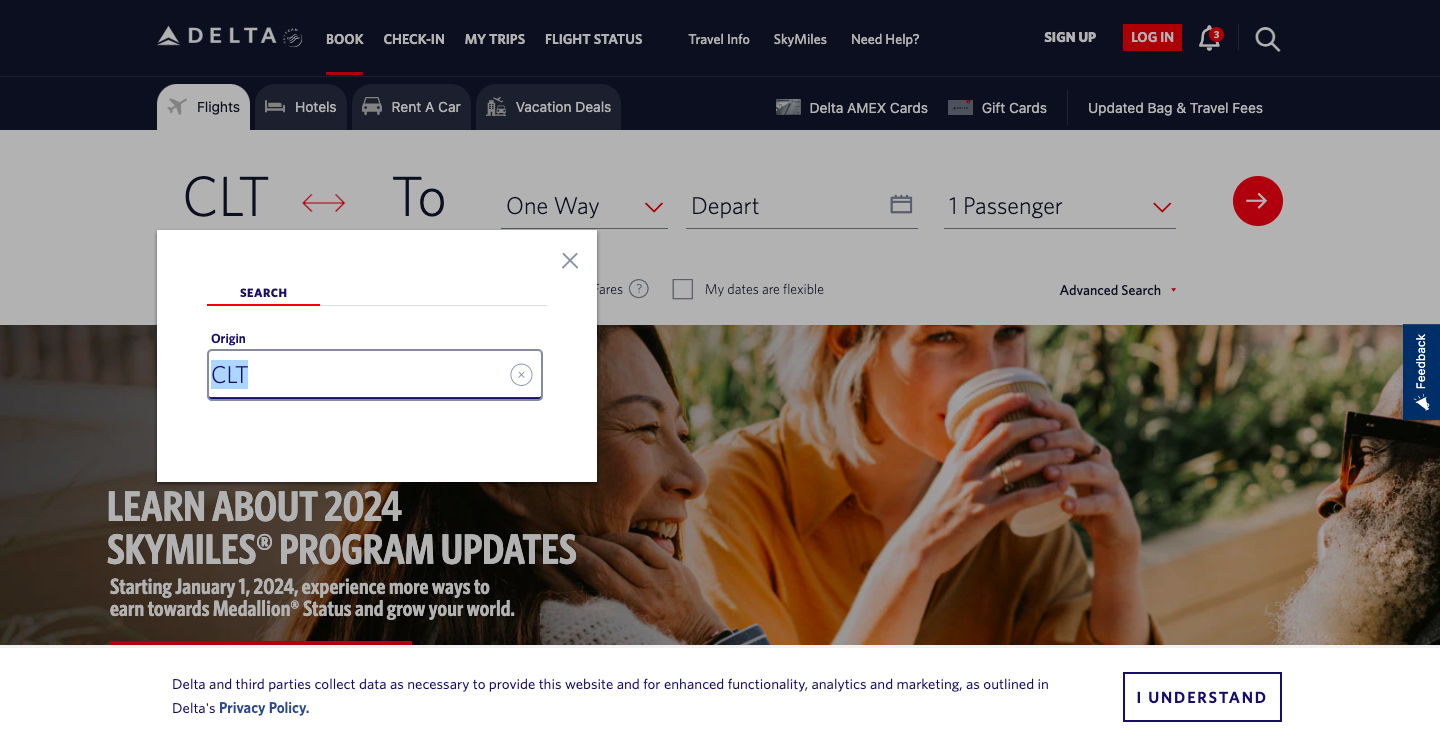 DELTA
BOOK CHECK-IN MY TRIPS FLIGHT STATUS Travel Info SkyMiles Need Help? SIGN UP LOG IN 3
Flights Hotels Rent A Car Vacation Deals Delta AMEX Cards Gift Cards Updated Bag & Travel Fees
CLT To One Way Depart 1 Passenger
Fares ? My dates are flexible Advanced Search
SEARCH
Origin
CLT
Feedback
LEARN ABOUT 2024
SKYMILES® PROGRAM UPDATES
Starting January 1, 2024, experience more ways to
earn towards Medallion® Status and grow your world.
Delta and third parties collect data as necessary to provide this website and for enhanced functionality, analytics and marketing, as outlined in
Delta's Privacy Policy.
I UNDERSTAND